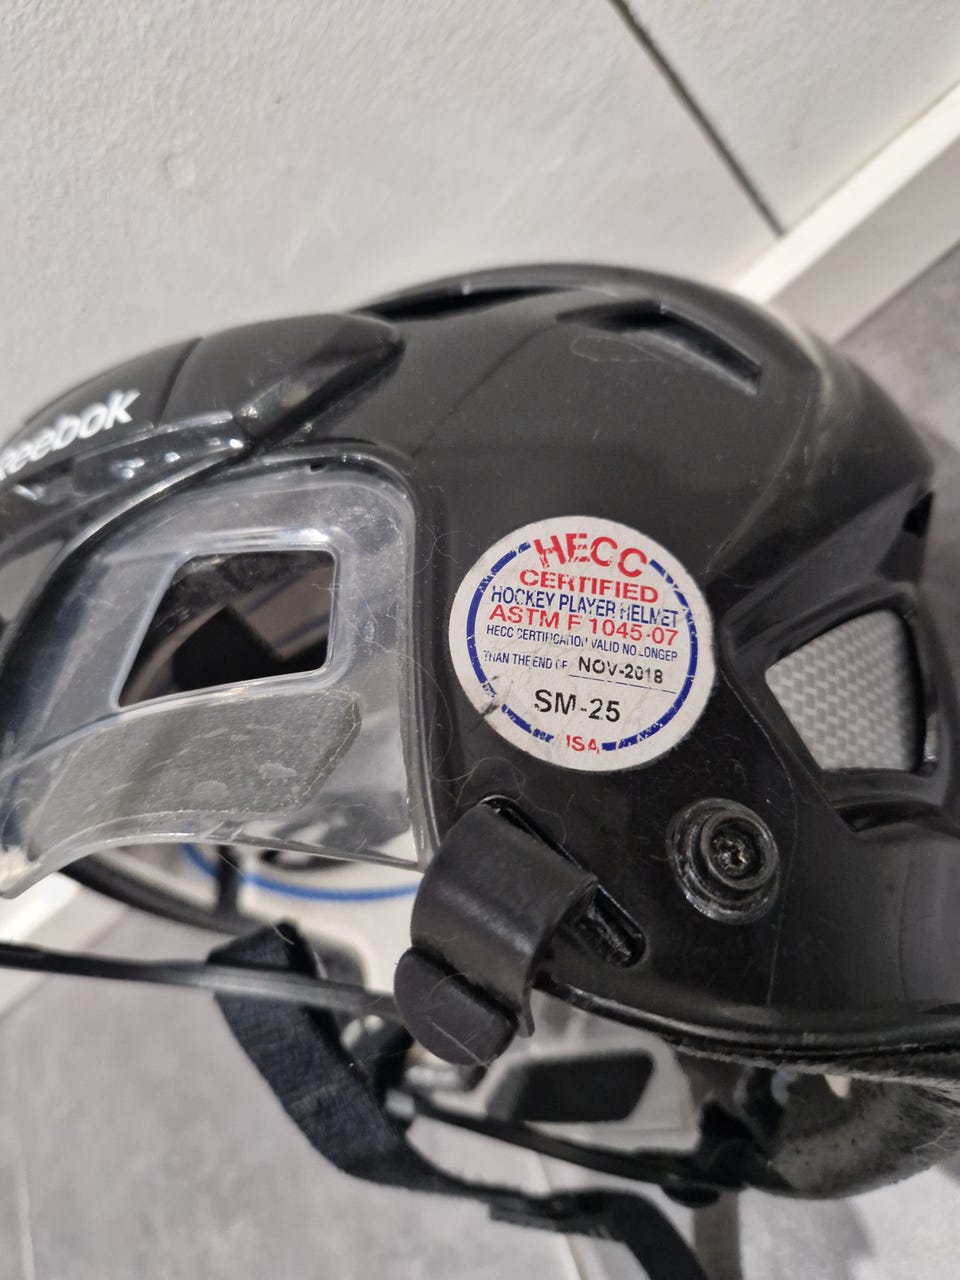 Reebok
HECC
CERTIFIED
HOCKEY PLAYER HELMET
ASTM F 1045-07
HECC CERTIFICATION VALID NO LONGER
THAN THE END OF NOV-2018
SM-25
USA